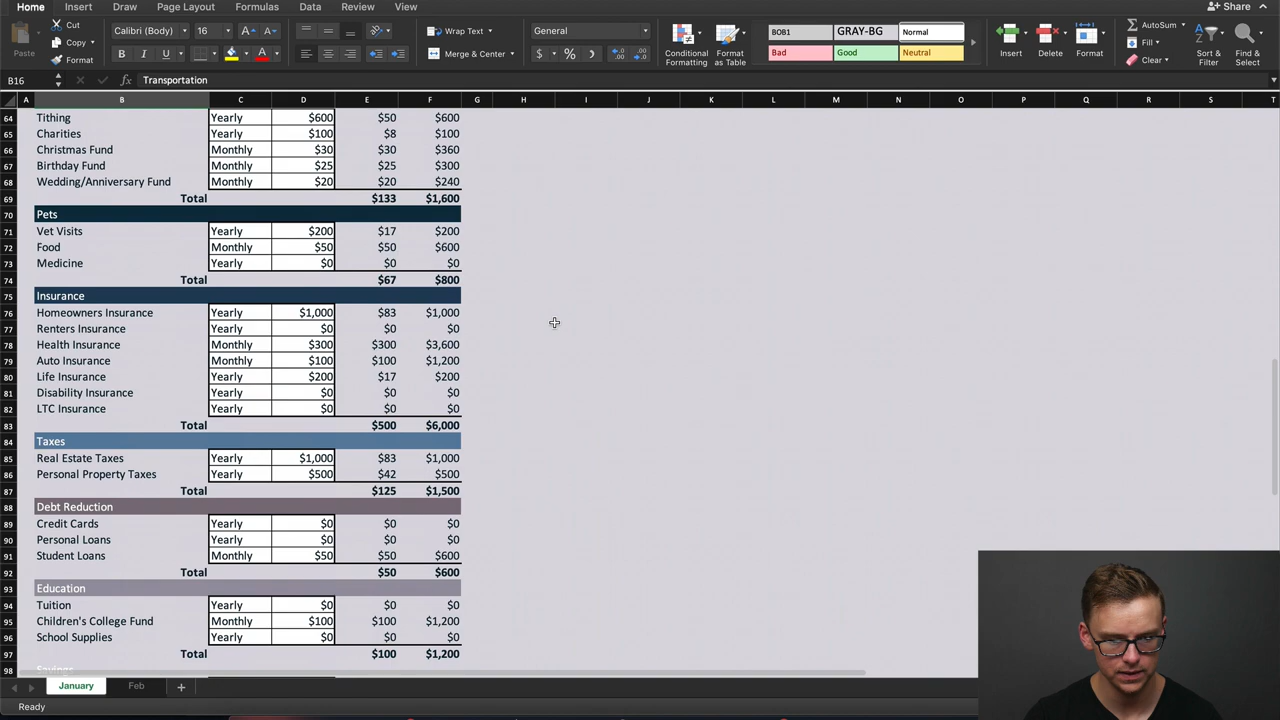 Home Insert Draw Page Layout Formulas Data Review View Share
Cut Calibri (Body) 16 A A Wrap Text General BOB1 GRAY-BG Normal AutoSum
Paste Copy Conditional Formatting Format as Table Insert Delete Format Fill Sort & Filter Find & Select
Format B I U A Merge & Center $ % Bad Good Neutral Clear
B16 fx Transportation
A B C D E F G H I J K L M N O P Q R S T
64 Tithing Yearly $600 $50 $600
65 Charities Yearly $100 $8 $100
66 Christmas Fund Monthly $30 $30 $360
67 Birthday Fund Monthly $25 $25 $300
68 Wedding/Anniversary Fund Monthly $20 $20 $240
69 Total $133 $1,600
70 Pets
71 Vet Visits Yearly $200 $17 $200
72 Food Monthly $50 $50 $600
73 Medicine Yearly $0 $0 $0
74 Total $67 $800
75 Insurance
76 Homeowners Insurance Yearly $1,000 $83 $1,000
77 Renters Insurance Yearly $0 $0 $0
78 Health Insurance Monthly $300 $300 $3,600
79 Auto Insurance Monthly $100 $100 $1,200
80 Life Insurance Yearly $200 $17 $200
81 Disability Insurance Yearly $0 $0 $0
82 LTC Insurance Yearly $0 $0 $0
83 Total $500 $6,000
84 Taxes
85 Real Estate Taxes Yearly $1,000 $83 $1,000
86 Personal Property Taxes Yearly $500 $42 $500
87 Total $125 $1,500
88 Debt Reduction
89 Credit Cards Yearly $0 $0 $0
90 Personal Loans Yearly $0 $0 $0
91 Student Loans Monthly $50 $50 $600
92 Total $50 $600
93 Education
94 Tuition Yearly $0 $0 $0
95 Children's College Fund Monthly $100 $100 $1,200
96 School Supplies Yearly $0 $0 $0
97 Total $100 $1,200
98 Savings
January Feb +
Ready